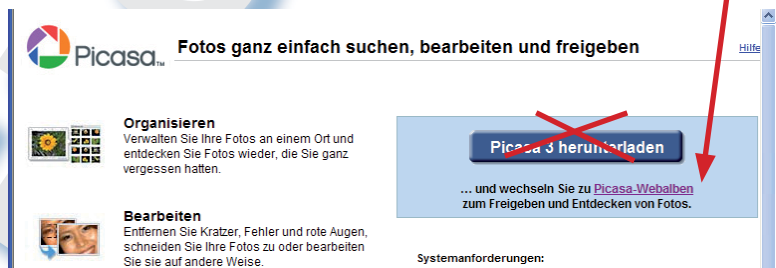 Picasa™ Fotos ganz einfach suchen, bearbeiten und freigeben
Hilfe
Organisieren
Verwalten Sie Ihre Fotos an einem Ort und
entdecken Sie Fotos wieder, die Sie ganz
vergessen hatten.
Bearbeiten
Entfernen Sie Kratzer, Fehler und rote Augen,
schneiden Sie Ihre Fotos zu oder bearbeiten
Sie sie auf andere Weise.
Picasa 3 herunterladen
... und wechseln Sie zu Picasa-Webalben
zum Freigeben und Entdecken von Fotos.
Systemanforderungen: